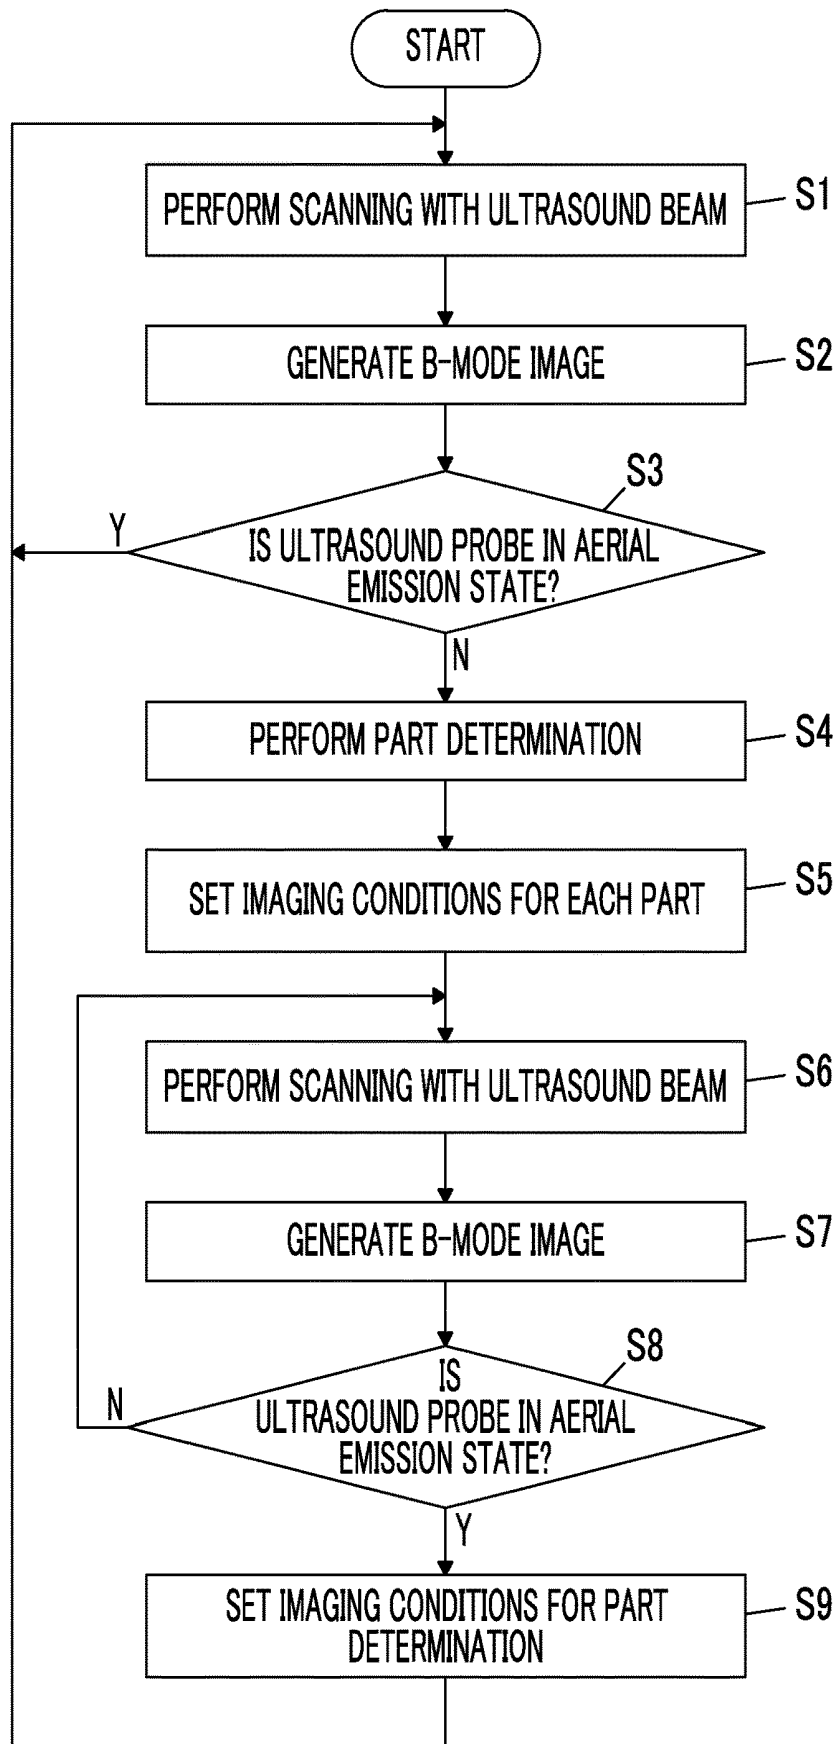 START
PERFORM SCANNING WITH ULTRASOUND BEAM
S1
GENERATE B-MODE IMAGE
S2
S3
Y
IS ULTRASOUND PROBE IN AERIAL
EMISSION STATE?
N
PERFORM PART DETERMINATION
S4
SET IMAGING CONDITIONS FOR EACH PART
S5
PERFORM SCANNING WITH ULTRASOUND BEAM
S6
GENERATE B-MODE IMAGE
S7
S8
IS
N
ULTRASOUND PROBE IN AERIAL
EMISSION STATE?
Y
SET IMAGING CONDITIONS FOR PART
DETERMINATION
S9